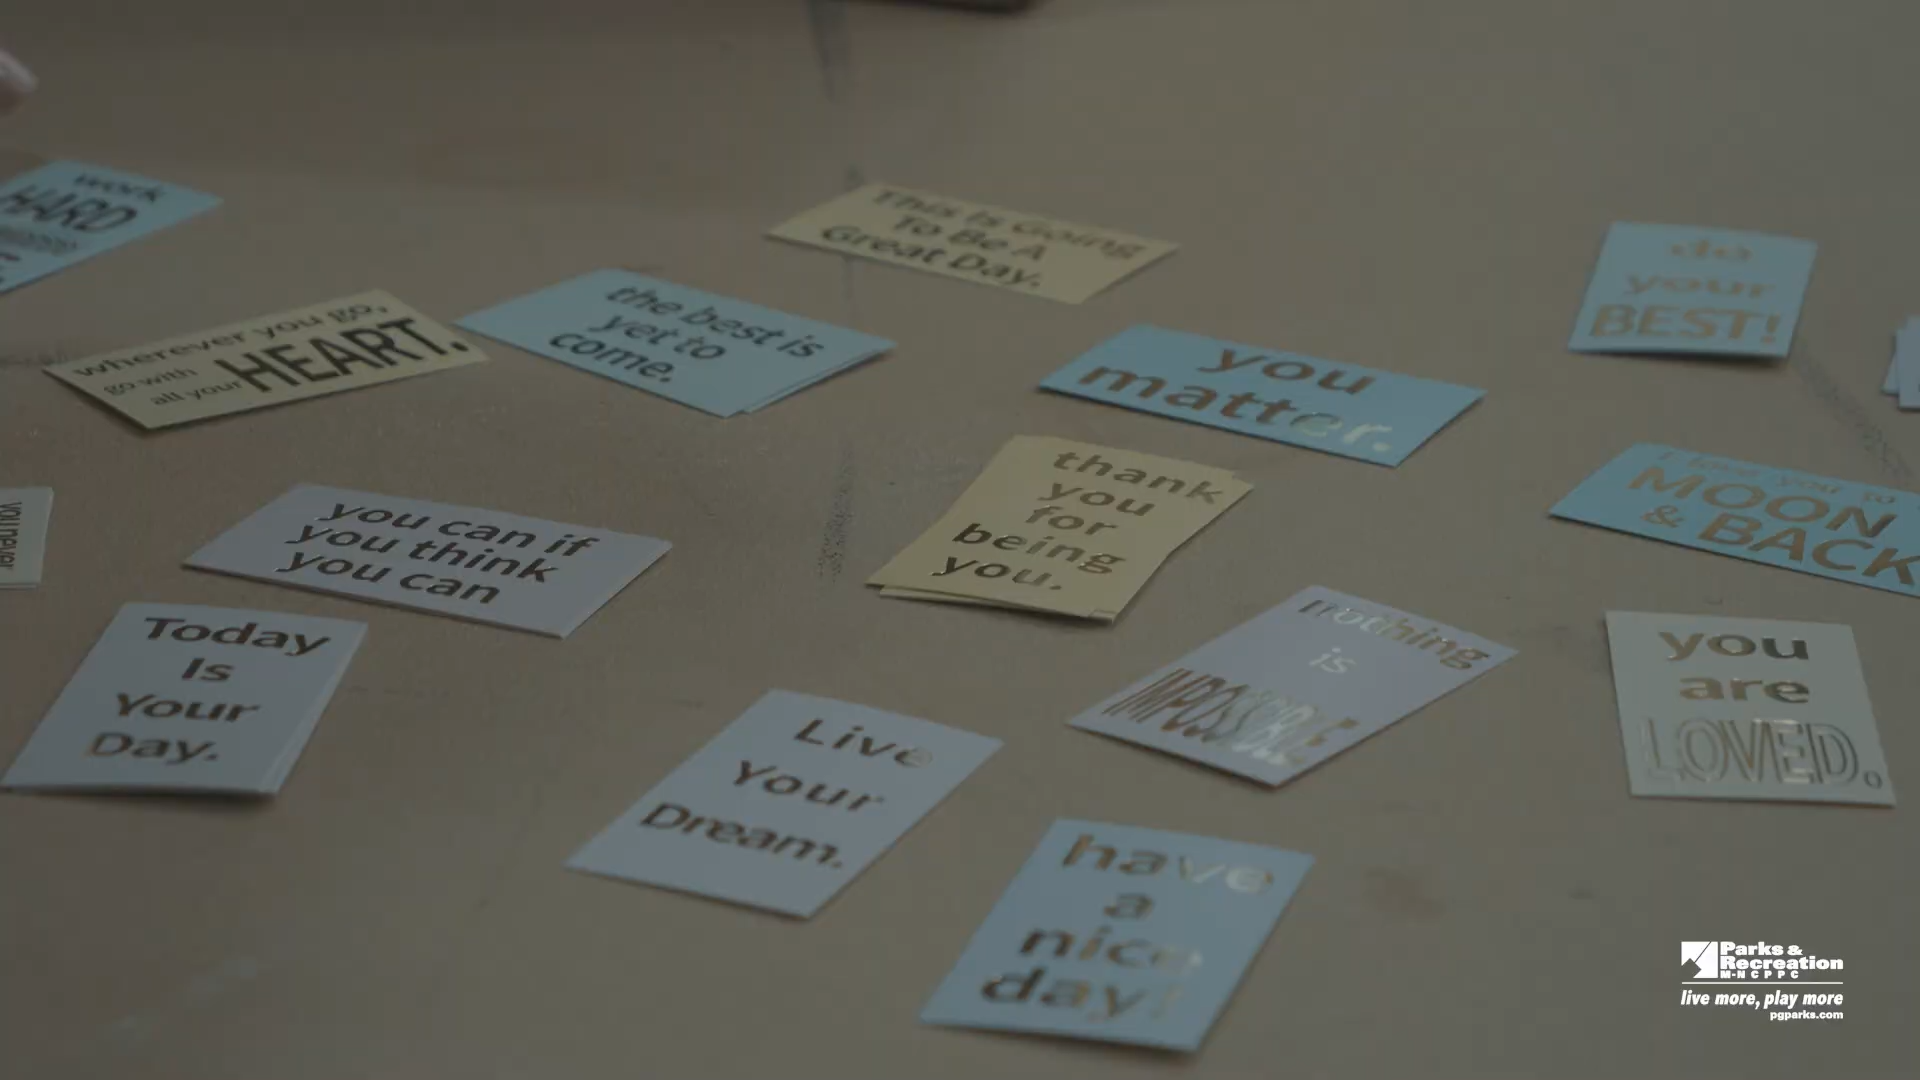 work
HARD
This Is Going
To Be A
Great Day.
do
your
BEST!
wherever you go,
go with
all your HEART.
the best is
yet to
come.
you
matter.
I love you to
MOON
& BACK
thank
you
for
being
you.
you never
you can if
you think
you can
nothing
is
IMPOSSIBLE
you
are
LOVED.
Today
Is
Your
Day.
Live
Your
Dream.
have
a
nice
day!
Parks &
Recreation
M-NCPPC
live more, play more
pgparks.com